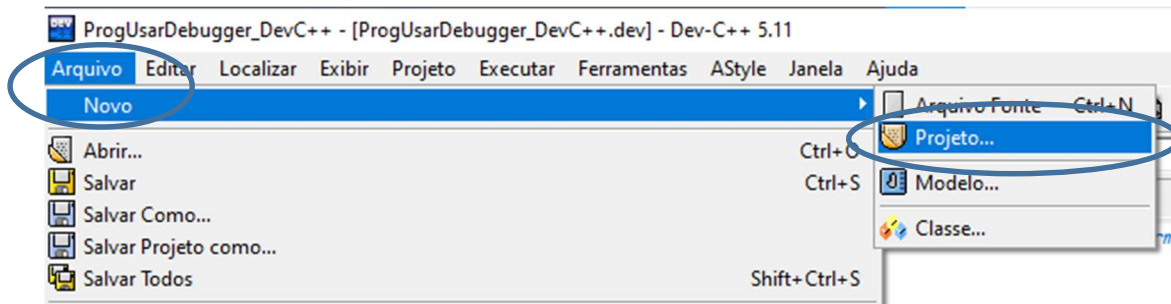 ProgUsarDebugger_DevC++ - [ProgUsarDebugger_DevC++.dev] - Dev-C++ 5.11
Arquivo Editar Localizar Exibir Projeto Executar Ferramentas AStyle Janela Ajuda
Novo
Arquivo Fonte Ctrl+N
Projeto...
Abrir... Ctrl+O
Salvar Ctrl+S
Modelo...
Salvar Como...
Classe...
Salvar Projeto como...
Salvar Todos Shift+Ctrl+S